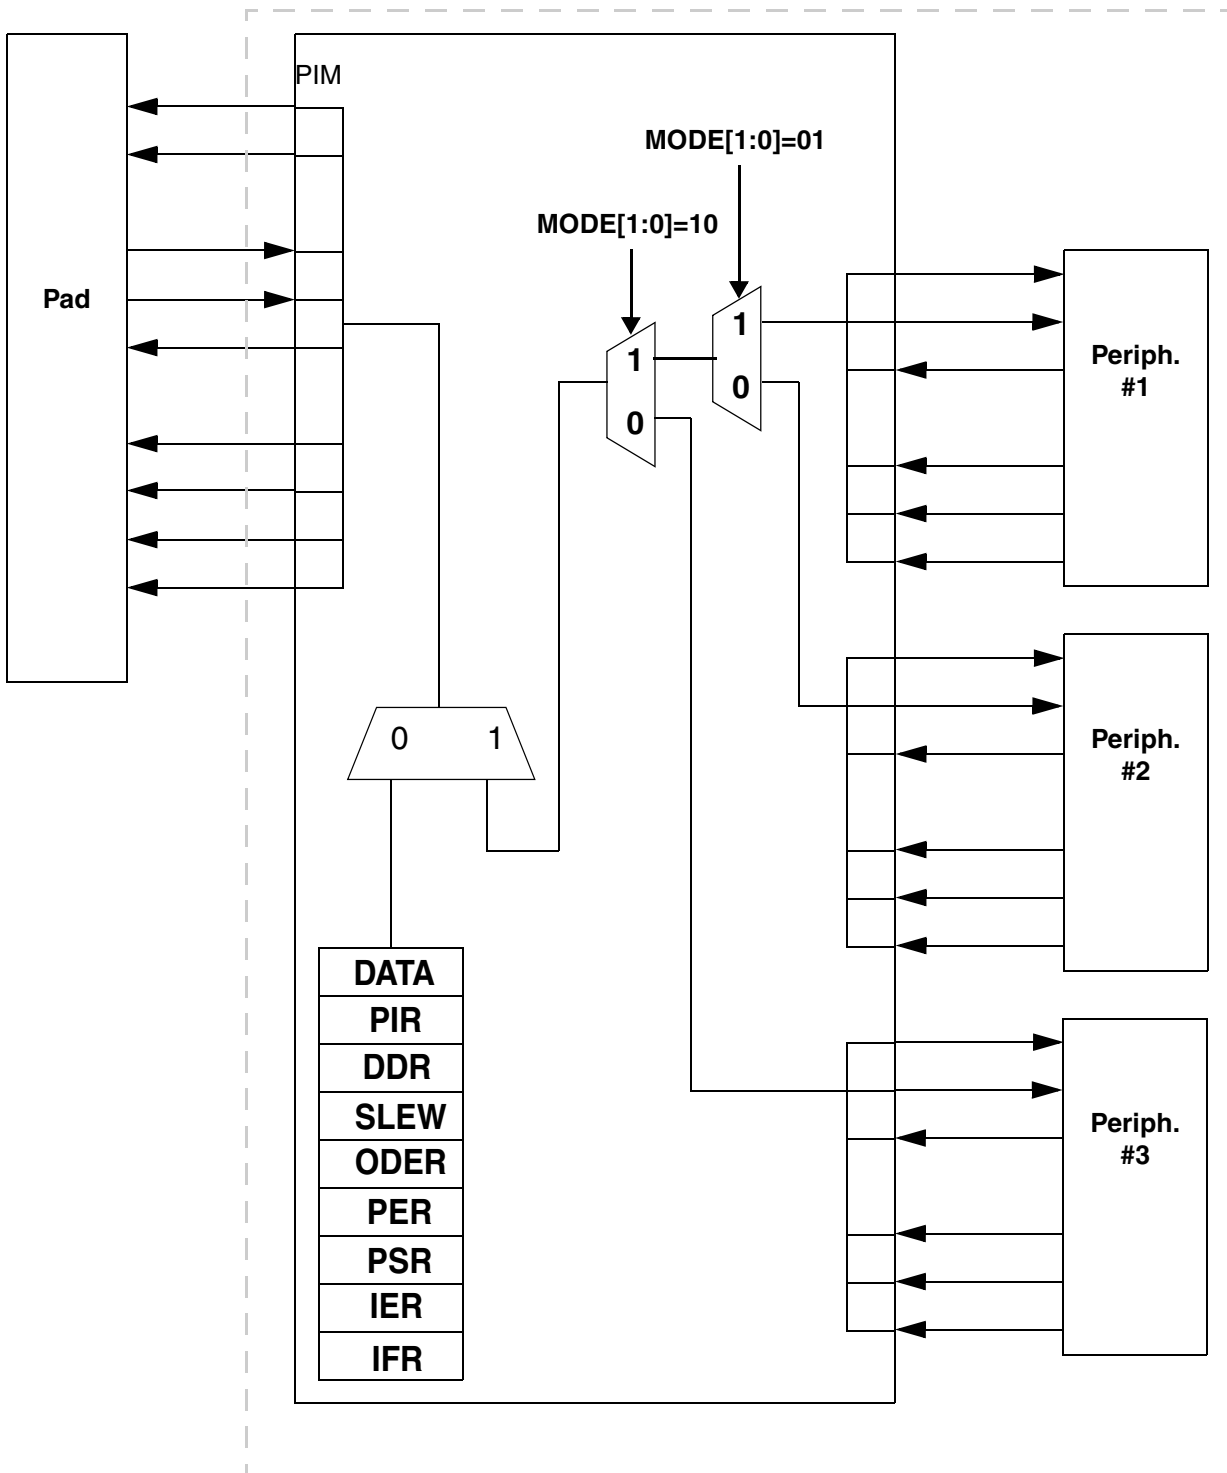 PIM
MODE[1:0]=01
MODE[1:0]=10
Pad
1
0
1
0
Periph.
#1
0 1
Periph.
#2
DATA
PIR
DDR
SLEW
ODER
PER
PSR
IER
IFR
Periph.
#3